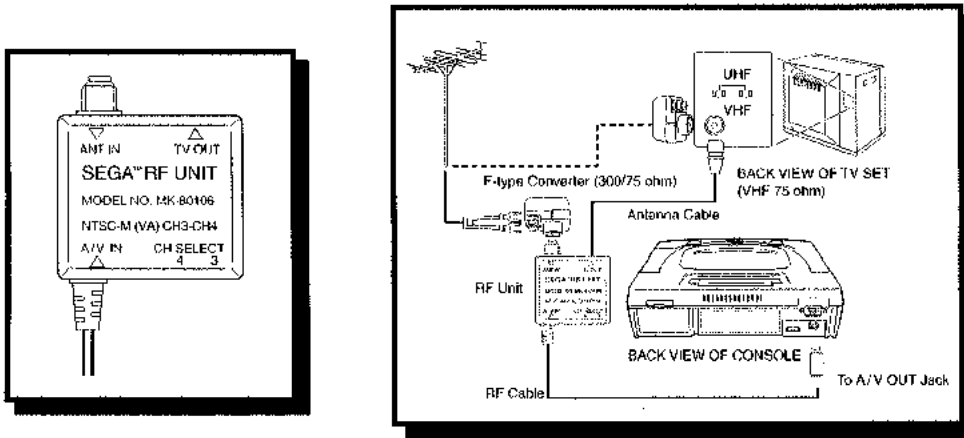 ANT IN TV OUT
SEGA™ RF UNIT
MODEL NO. MK-80106
NTSC-M (VA) CH3-CH4
A/V IN CH SELECT
4 3
UHF
VHF
F-type Converter (300/75 ohm)
BACK VIEW OF TV SET
(VHF 75 ohm)
Antenna Cable
RF Unit
BACK VIEW OF CONSOLE
To A/V OUT Jack
RF Cable